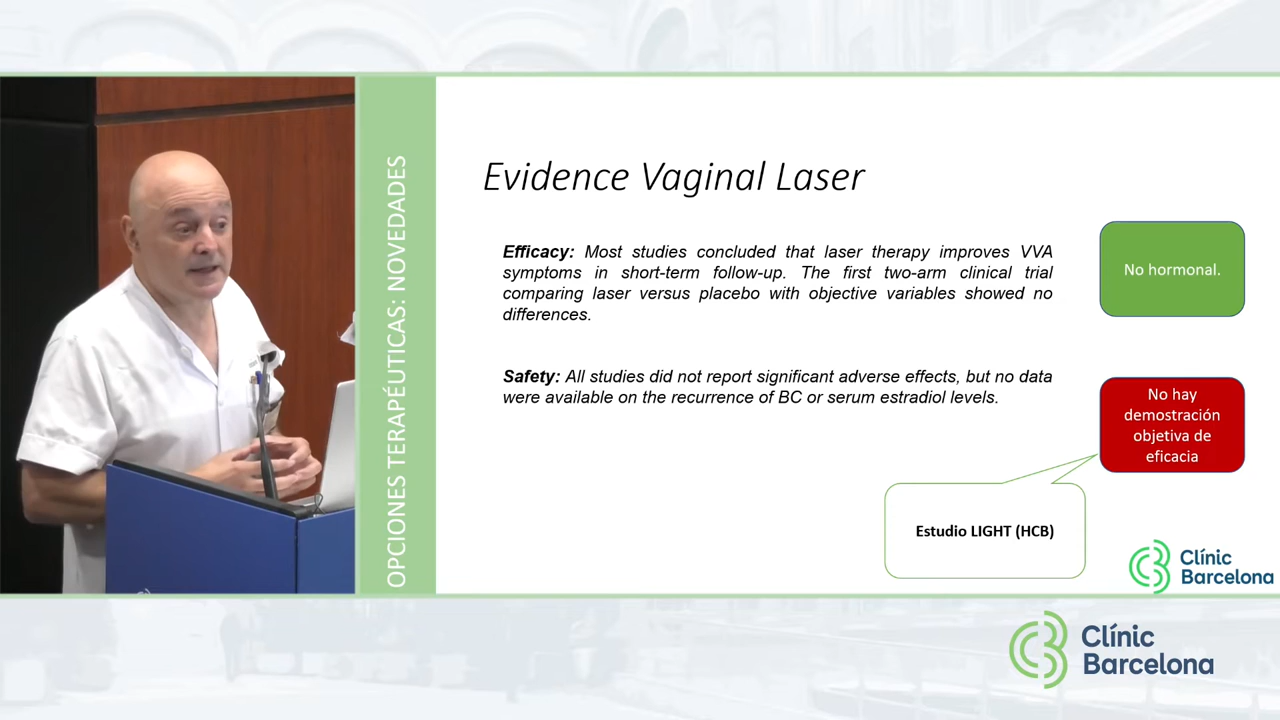 OPCIONES TERAPÉUTICAS: NOVEDADES
Evidence Vaginal Laser
Efficacy: Most studies concluded that laser therapy improves VVA
symptoms in short-term follow-up. The first two-arm clinical trial
comparing laser versus placebo with objective variables showed no
differences.
Safety: All studies did not report significant adverse effects, but no data
were available on the recurrence of BC or serum estradiol levels.
No hormonal.
No hay
demostración
objetiva de
eficacia
Estudio LIGHT (HCB)
Clínic
Barcelona
Clínic
Barcelona